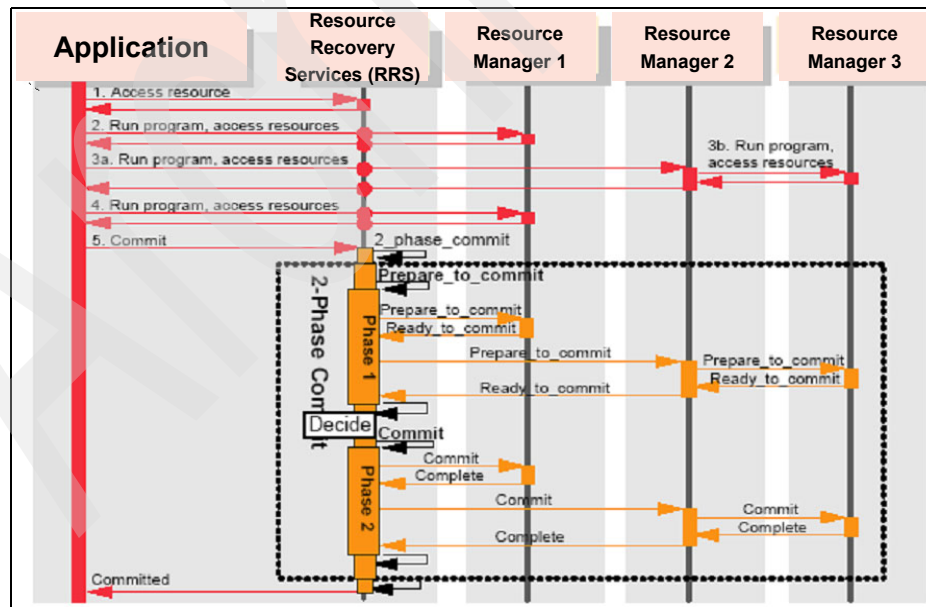 Application
Resource
Recovery
Services (RRS)
Resource
Manager 1
Resource
Manager 2
Resource
Manager 3
1. Access resource
2. Run program, access resources
3a. Run program, access resources
3b. Run program,
access resources
4. Run program, access resources
5. Commit
2_phase_commit
2-Phase Commit
Prepare_to_commit
Phase 1
Prepare_to_commit
Ready_to_commit
Prepare_to_commit
Prepare_to_commit
Ready_to_commit
Ready_to_commit
Decide
Commit
Phase 2
Commit
Complete
Commit
Commit
Complete
Complete
Committed